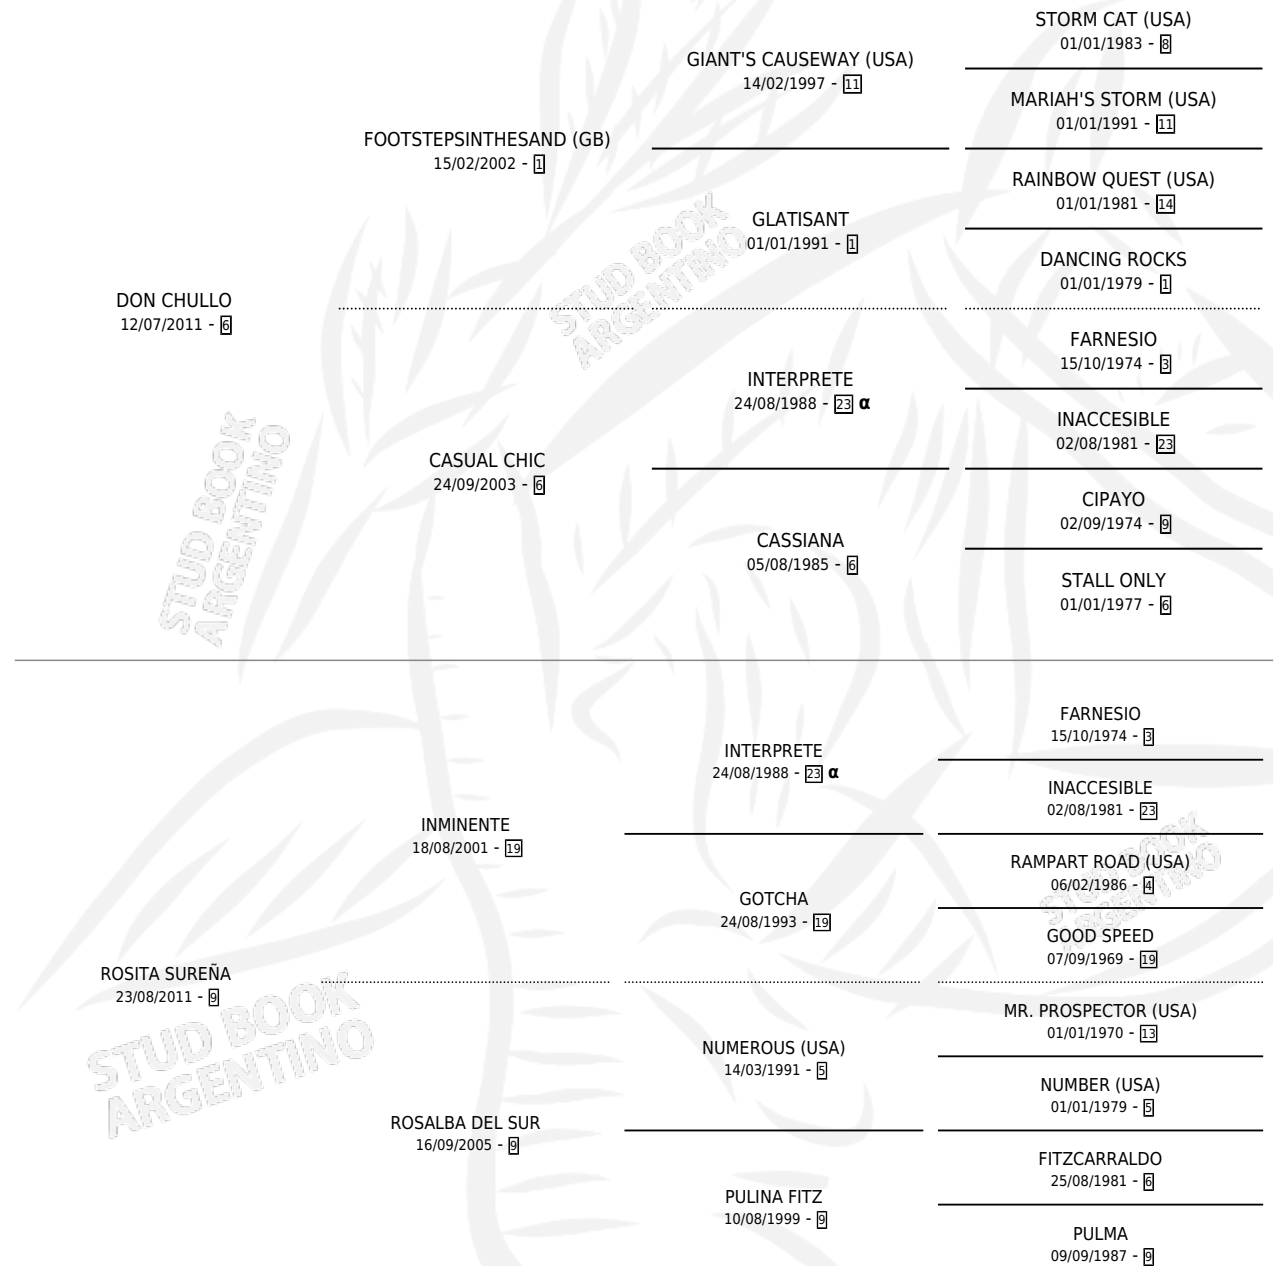 STORM CAT (USA)
01/01/1983 - 8
GIANT'S CAUSEWAY (USA)
14/02/1997 - 11
MARIAH'S STORM (USA)
01/01/1991 - 11
FOOTSTEPSINTHESAND (GB)
15/02/2002 - 1
RAINBOW QUEST (USA)
01/01/1981 - 14
GLATISANT
01/01/1991 - 1
DANCING ROCKS
01/01/1979 - 1
DON CHULLO
12/07/2011 - 6
FARNESIO
15/10/1974 - 3
INTERPRETE
24/08/1988 - 23 α
INACCESIBLE
02/08/1981 - 23
CASUAL CHIC
24/09/2003 - 6
CIPAYO
02/09/1974 - 9
CASSIANA
05/08/1985 - 6
STALL ONLY
01/01/1977 - 6
FARNESIO
15/10/1974 - 3
INTERPRETE
24/08/1988 - 23 α
INACCESIBLE
02/08/1981 - 23
INMINENTE
18/08/2001 - 19
RAMPART ROAD (USA)
06/02/1986 - 4
GOTCHA
24/08/1993 - 19
GOOD SPEED
07/09/1969 - 19
ROSITA SUREÑA
23/08/2011 - 9
MR. PROSPECTOR (USA)
01/01/1970 - 13
NUMEROUS (USA)
14/03/1991 - 5
NUMBER (USA)
01/01/1979 - 5
ROSALBA DEL SUR
16/09/2005 - 9
FITZCARRALDO
25/08/1981 - 6
PULINA FITZ
10/08/1999 - 9
PULMA
09/09/1987 - 9
STUD BOOK
ARGENTINO
STUD BOOK
ARGENTINO
STUD BOOK
ARGENTINO
STUD BOOK
ARGENTINO